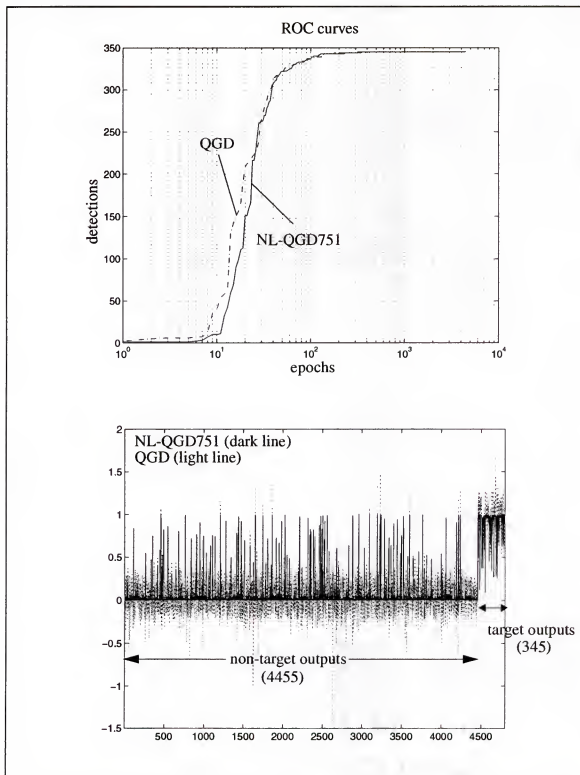 ROC curves
350
300
250
200
150
100
50
0
detections
QGD
NL-QGD751
10^0 10^1 10^2 10^3 10^4
epochs
2
1.5
1
0.5
0
-0.5
-1
-1.5
NL-QGD751 (dark line)
QGD (light line)
target outputs
(345)
non-target outputs
(4455)
500 1000 1500 2000 2500 3000 3500 4000 4500